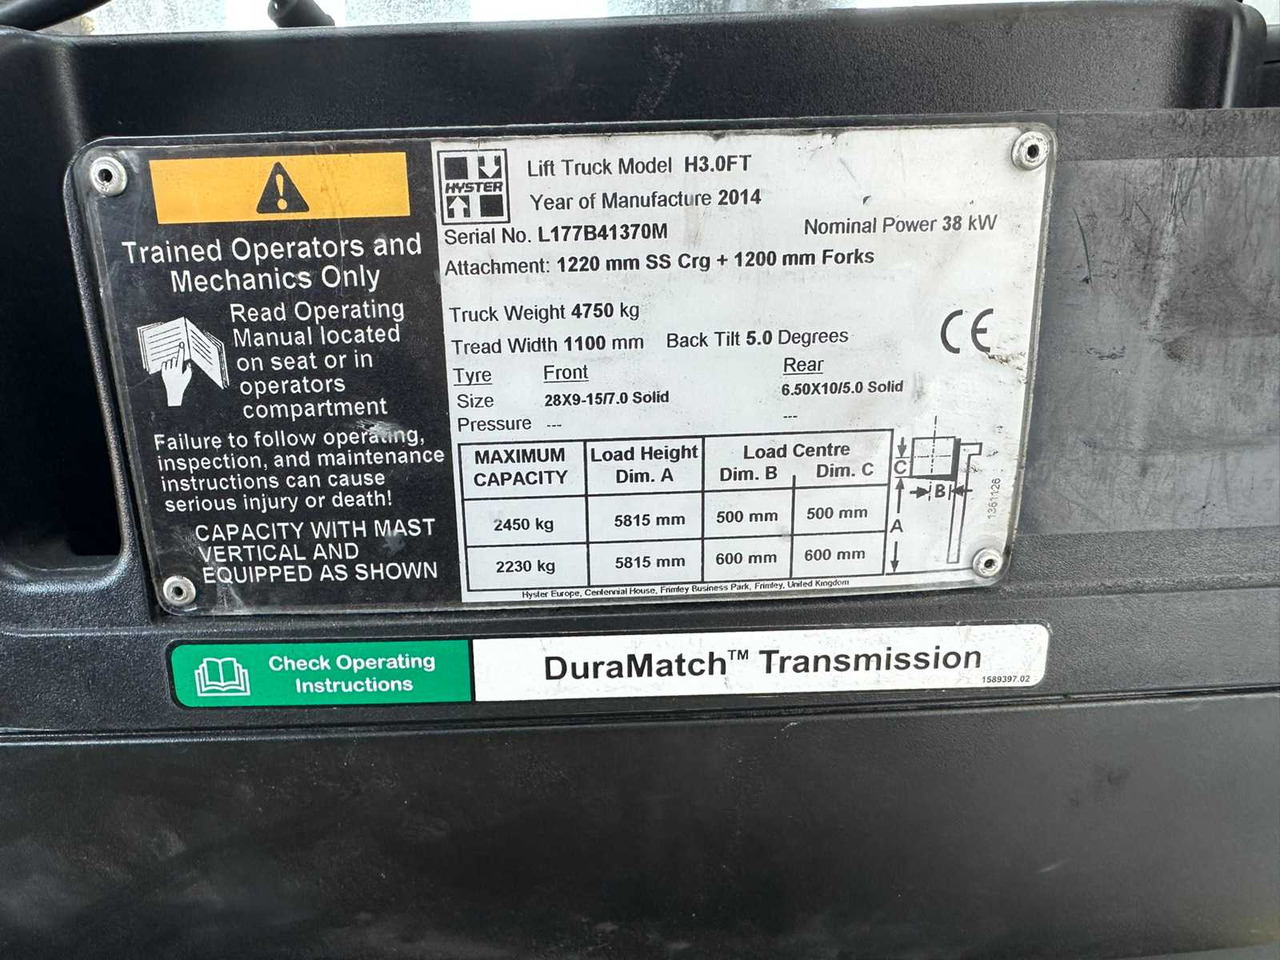 Trained Operators and
Mechanics Only
Read Operating
Manual located
on seat or in
operators
compartment
Failure to follow operating,
inspection, and maintenance
instructions can cause
serious injury or death!
CAPACITY WITH MAST
VERTICAL AND
EQUIPPED AS SHOWN
HYSTER
Lift Truck Model H3.0FT
Year of Manufacture 2014
Serial No. L177B41370M
Nominal Power 38 kW
Attachment: 1220 mm SS Crg + 1200 mm Forks
Truck Weight 4750 kg
Tread Width 1100 mm Back Tilt 5.0 Degrees
CE
Tyre Front Rear
Size 28X9-15/7.0 Solid 6.50X10/5.0 Solid
Pressure --- ---
MAXIMUM CAPACITY Load Height Dim. A Load Centre Dim. B Dim. C
2450 kg 5815 mm 500 mm 500 mm
2230 kg 5815 mm 600 mm 600 mm
C
B
A
1361126
Hyster Europe, Centennial House, Frimley Business Park, Frimley, United Kingdom
Check Operating
Instructions
DuraMatch™ Transmission
1589397.02